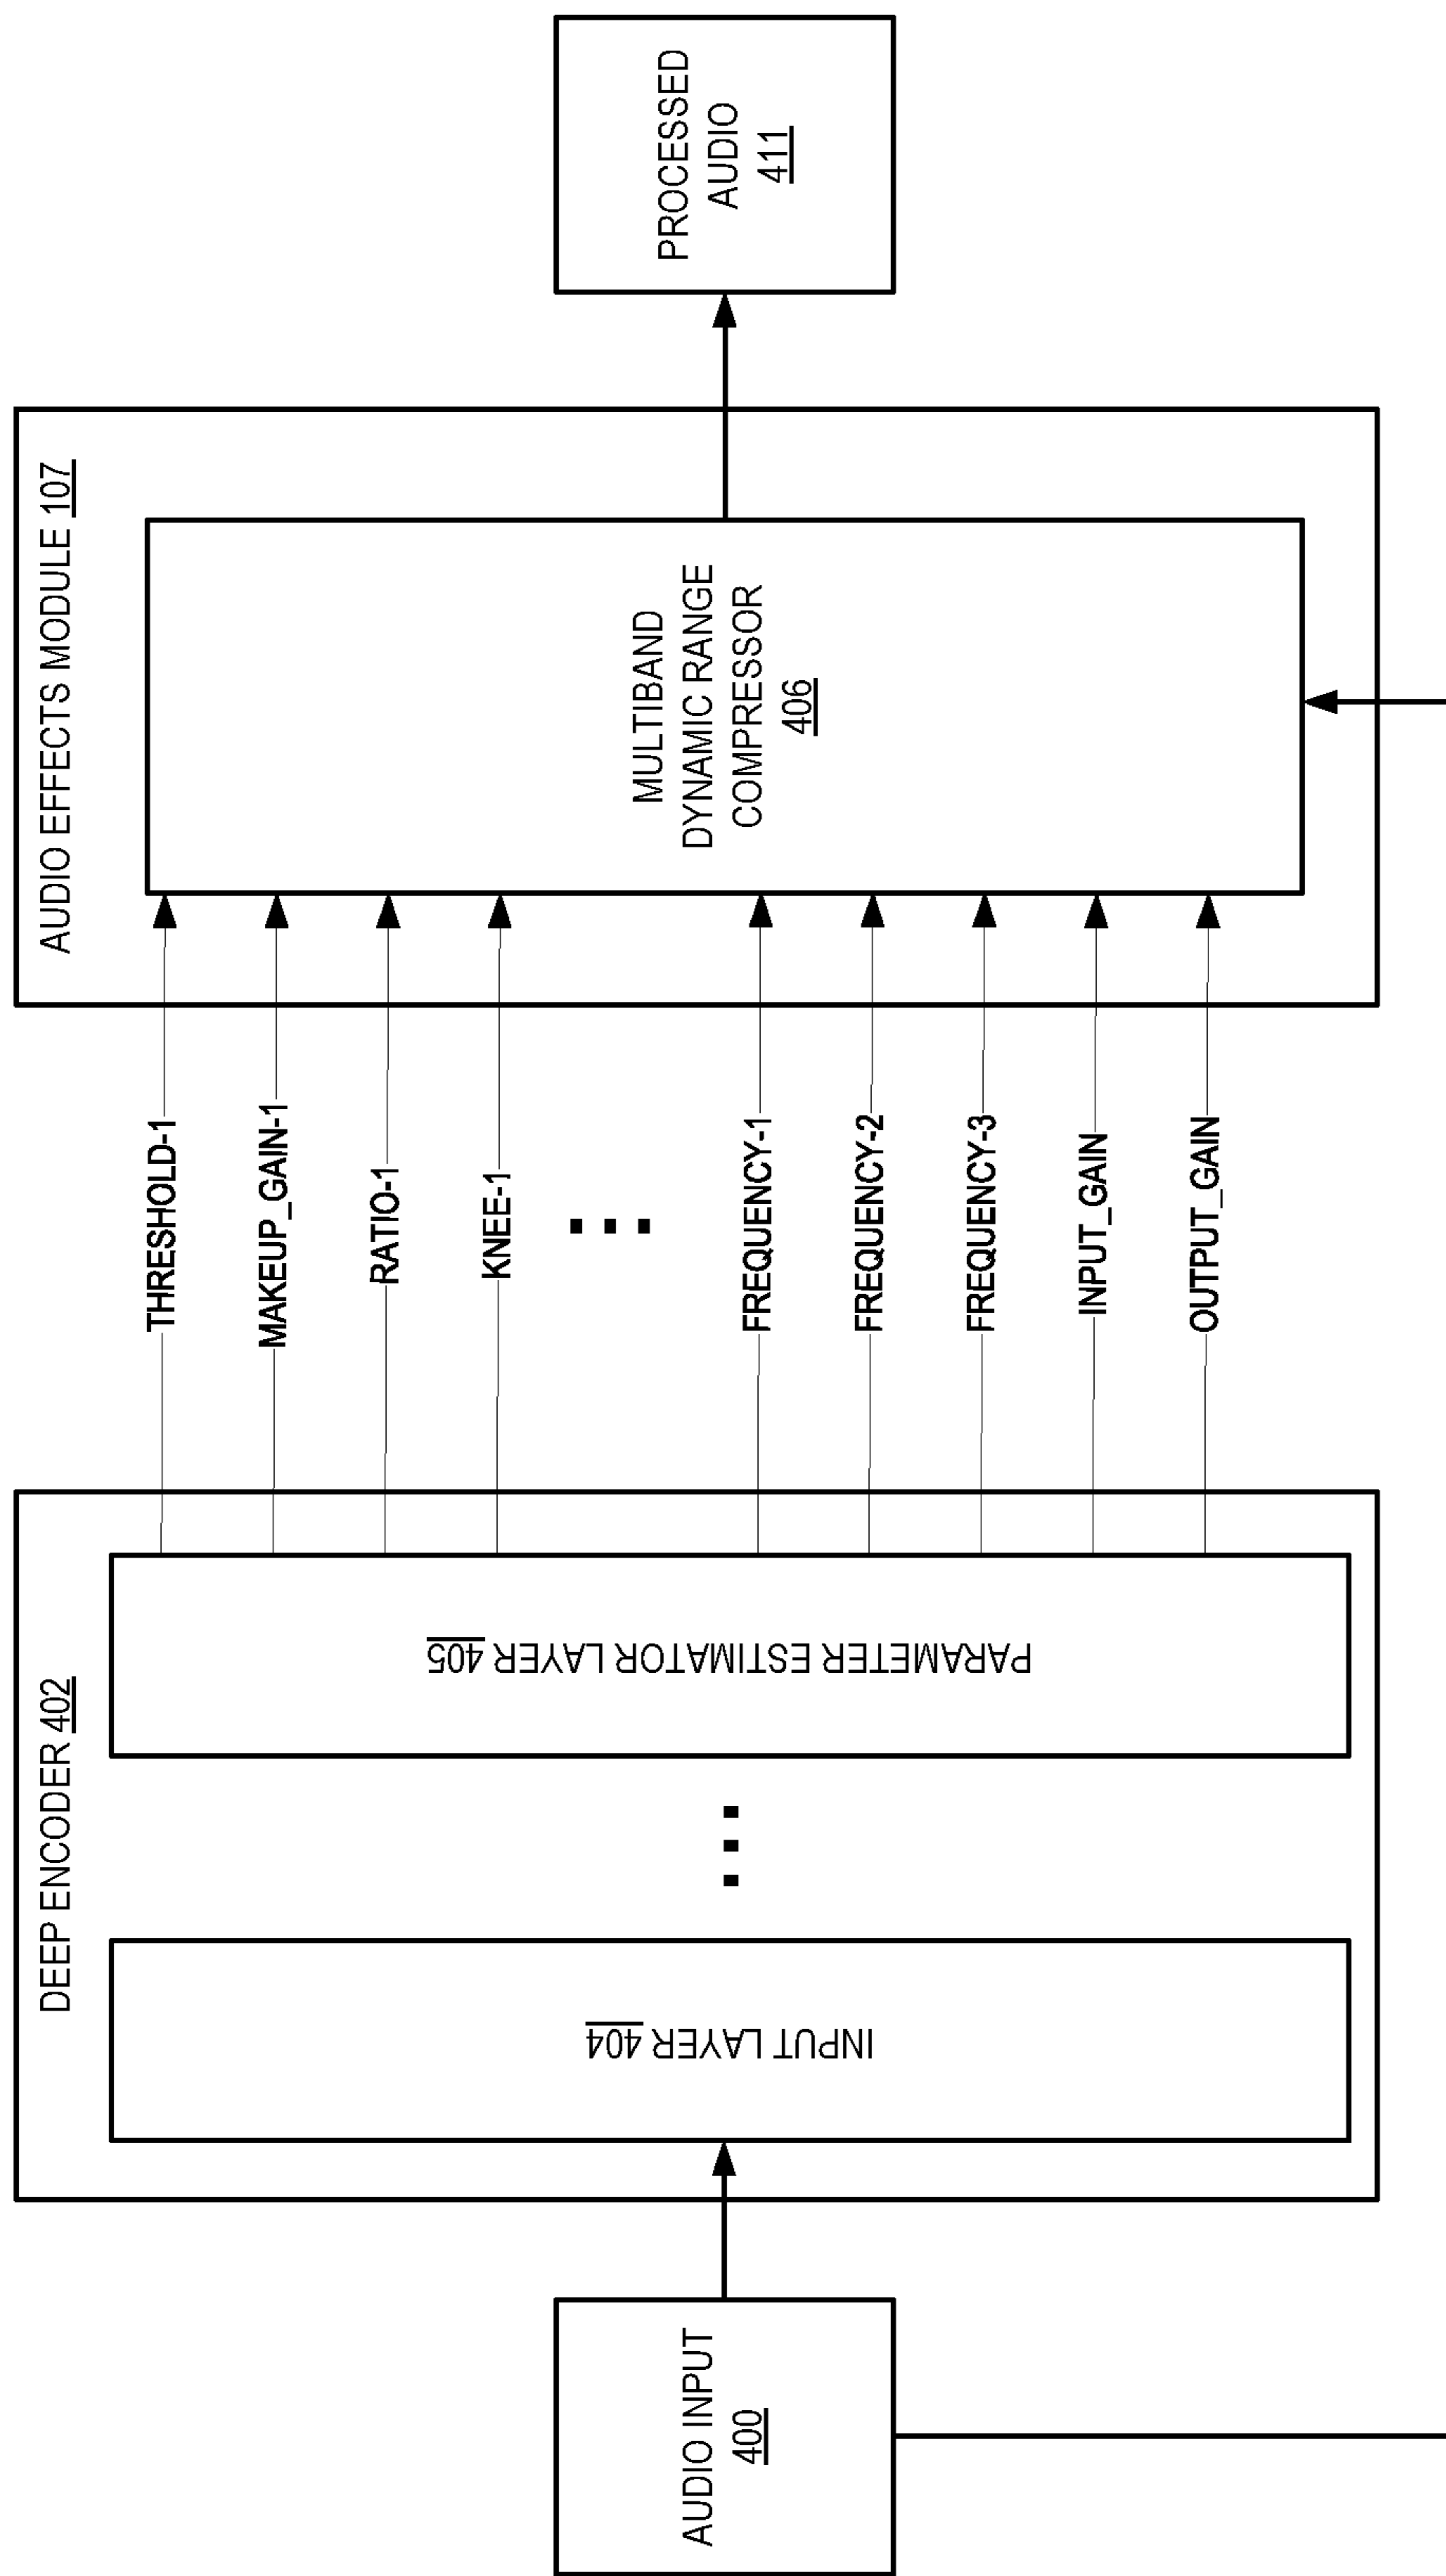 AUDIO INPUT
400
DEEP ENCODER 402
INPUT LAYER 404
PARAMETER ESTIMATOR LAYER 405
THRESHOLD-1
MAKEUP_GAIN-1
RATIO-1
KNEE-1
FREQUENCY-1
FREQUENCY-2
FREQUENCY-3
INPUT_GAIN
OUTPUT_GAIN
AUDIO EFFECTS MODULE 107
MULTIBAND
DYNAMIC RANGE
COMPRESSOR
406
PROCESSED
AUDIO
411